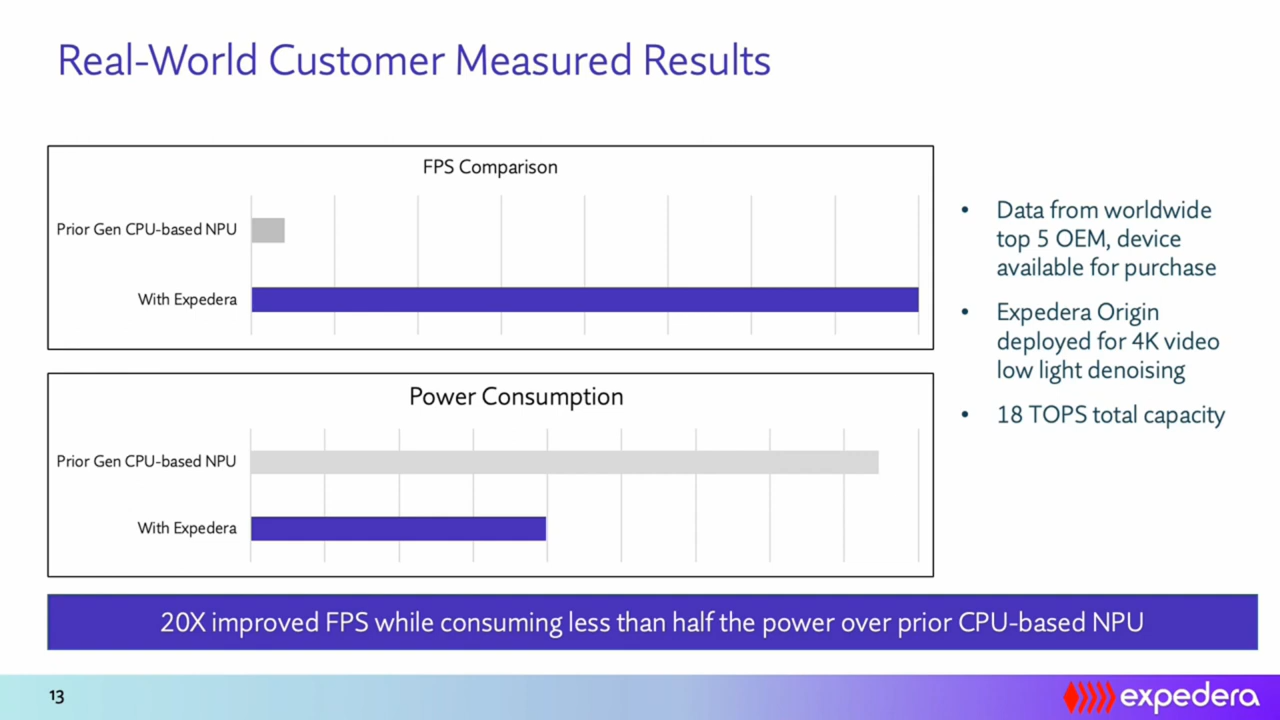 Real-World Customer Measured Results
FPS Comparison
Prior Gen CPU-based NPU
With Expedera
Power Consumption
Prior Gen CPU-based NPU
With Expedera
• Data from worldwide
top 5 OEM, device
available for purchase
• Expedera Origin
deployed for 4K video
low light denoising
• 18 TOPS total capacity
20X improved FPS while consuming less than half the power over prior CPU-based NPU
13
expedera